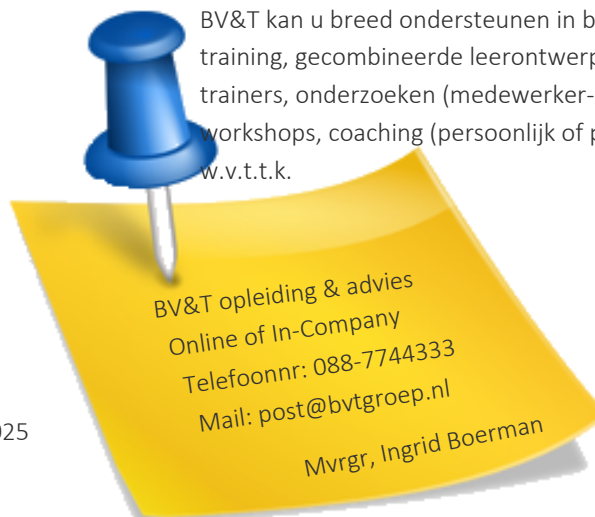 BV&T kan u breed ondersteunen in b
training, gecombineerde leerontwerp
trainers, onderzoeken (medewerker-
workshops, coaching (persoonlijk of p
w.v.t.t.k.
BV&T opleiding & advies
Online of In-Company
Telefoonnr: 088-7744333
Mail: post@bvtgroep.nl
025
Mvrgr, Ingrid Boerman